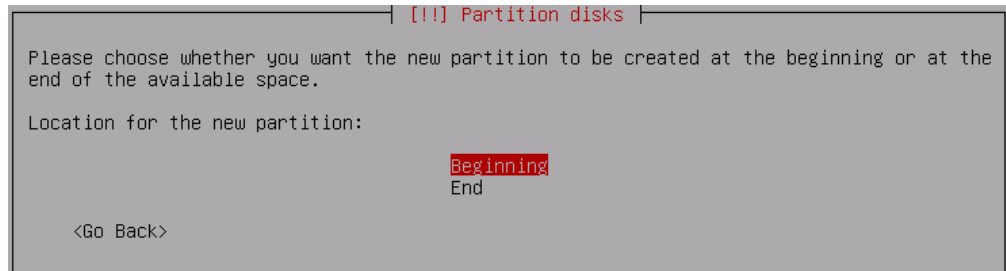 [!!] Partition disks
Please choose whether you want the new partition to be created at the beginning or at the
end of the available space.
Location for the new partition:
Beginning
End
<Go Back>